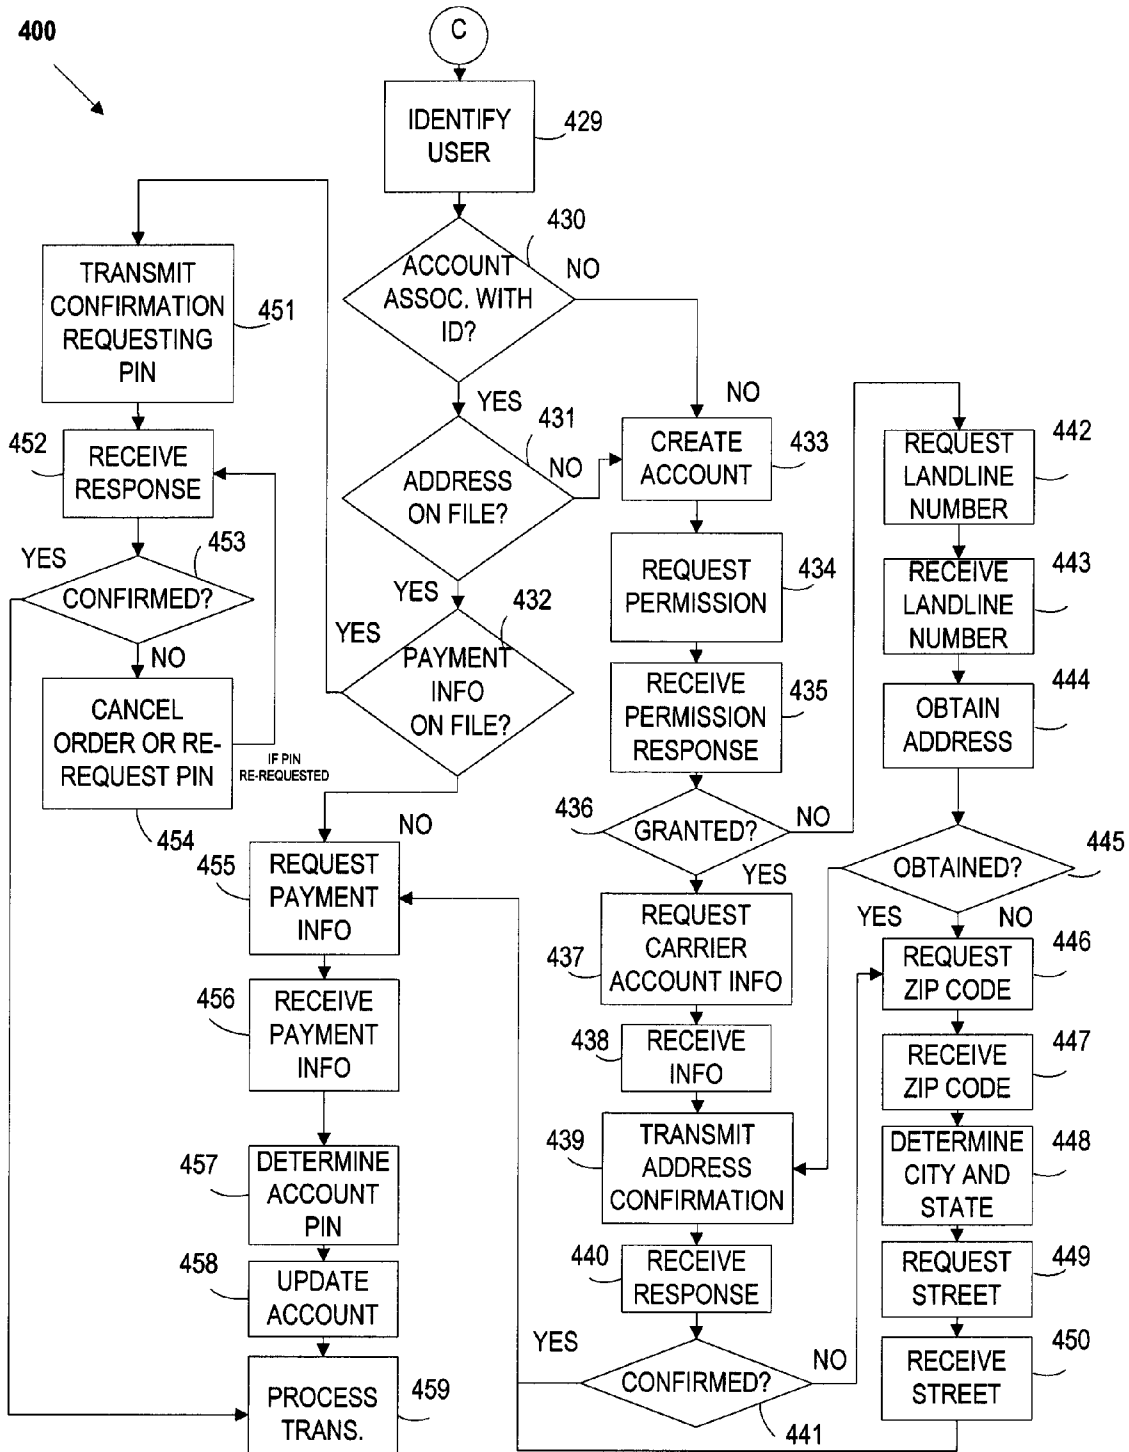 400
C
IDENTIFY
USER
429
430
ACCOUNT
ASSOC. WITH
ID?
NO
YES
NO
431
ADDRESS
ON FILE?
NO
YES
432
YES
PAYMENT
INFO
ON FILE?
NO
TRANSMIT
CONFIRMATION
REQUESTING
PIN
451
452
RECEIVE
RESPONSE
YES
453
CONFIRMED?
NO
CANCEL
ORDER OR RE-
REQUEST PIN
IF PIN
RE-REQUESTED
454
455
REQUEST
PAYMENT
INFO
456
RECEIVE
PAYMENT
INFO
457
DETERMINE
ACCOUNT
PIN
458
UPDATE
ACCOUNT
PROCESS
TRANS.
459
CREATE
ACCOUNT
433
REQUEST
PERMISSION
434
RECEIVE
PERMISSION
RESPONSE
435
436
GRANTED?
NO
YES
REQUEST
CARRIER
ACCOUNT INFO
437
438
RECEIVE
INFO
439
TRANSMIT
ADDRESS
CONFIRMATION
440
RECEIVE
RESPONSE
YES
CONFIRMED?
NO
441
REQUEST
LANDLINE
NUMBER
442
RECEIVE
LANDLINE
NUMBER
443
OBTAIN
ADDRESS
444
OBTAINED?
445
YES
NO
REQUEST
ZIP CODE
446
RECEIVE
ZIP CODE
447
DETERMINE
CITY AND
STATE
448
REQUEST
STREET
449
RECEIVE
STREET
450